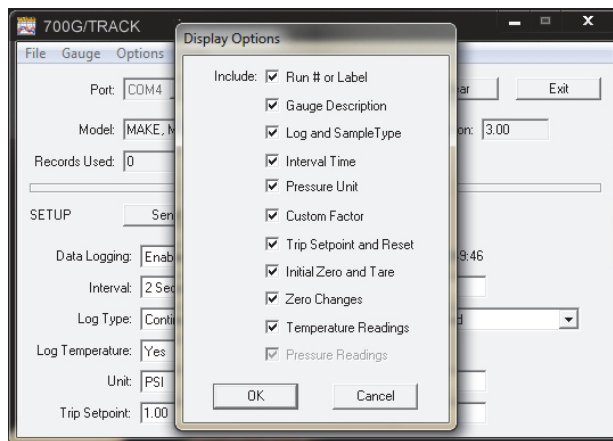 700G/TRACK
File Gauge Options
Port: COM4
Exit
Model: MAKE, M
3.00
Records Used: 0
SETUP
Data Logging: Enab
9:46
Interval: 2 Sec
Log Type: Conti
Log Temperature: Yes
Unit: PSI
Trip Setpoint: 1.00
Display Options
Include: Run # or Label
Gauge Description
Log and SampleType
Interval Time
Pressure Unit
Custom Factor
Trip Setpoint and Reset
Initial Zero and Tare
Zero Changes
Temperature Readings
Pressure Readings
OK Cancel